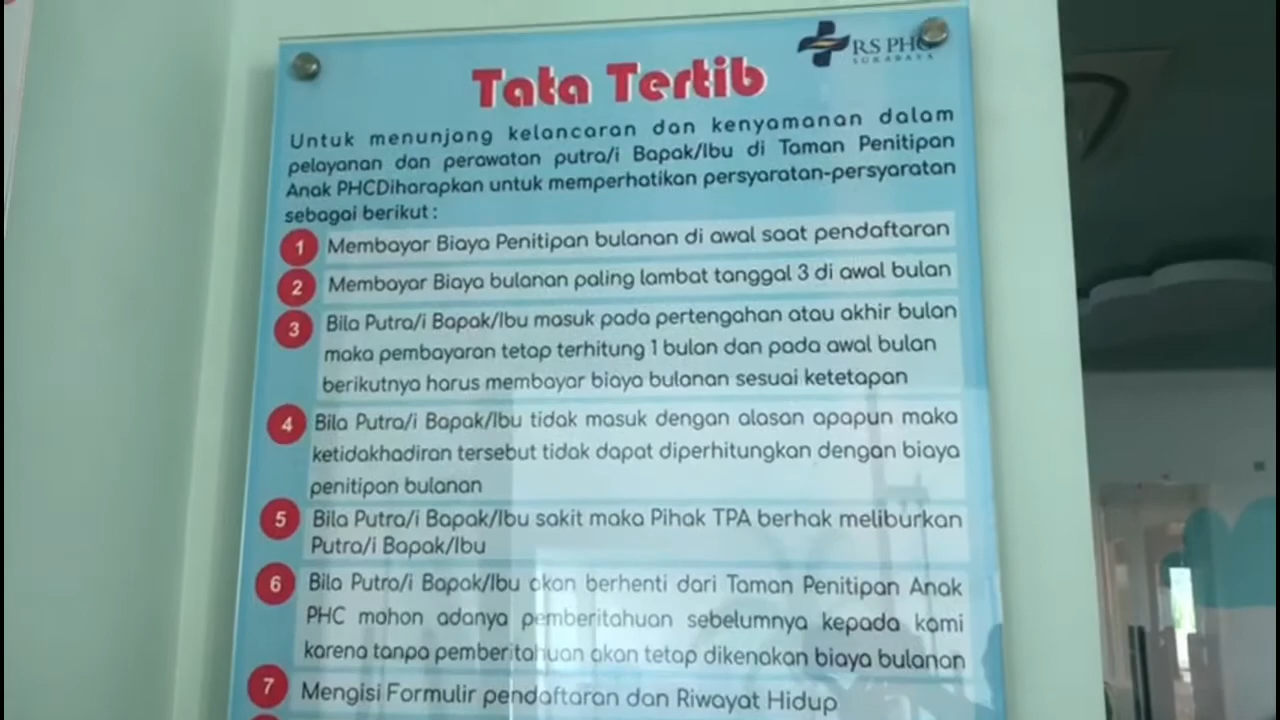 RS PHC
SURABAYA
Tata Tertib
Untuk menunjang kelancaran dan kenyamanan dalam
pelayanan dan perawatan putra/i Bapak/Ibu di Taman Penitipan
Anak PHCDiharapkan untuk memperhatikan persyaratan-persyaratan
sebagai berikut :
1 Membayar Biaya Penitipan bulanan di awal saat pendaftaran
2 Membayar Biaya bulanan paling lambat tanggal 3 di awal bulan
3 Bila Putra/i Bapak/Ibu masuk pada pertengahan atau akhir bulan
maka pembayaran tetap terhitung 1 bulan dan pada awal bulan
berikutnya harus membayar biaya bulanan sesuai ketetapan
4 Bila Putra/i Bapak/Ibu tidak masuk dengan alasan apapun maka
ketidakhadiran tersebut tidak dapat diperhitungkan dengan biaya
penitipan bulanan
5 Bila Putra/i Bapak/Ibu sakit maka Pihak TPA berhak meliburkan
Putra/i Bapak/Ibu
6 Bila Putra/i Bapak/Ibu akan berhenti dari Taman Penitipan Anak
PHC mohon adanya pemberitahuan sebelumnya kepada kami
karena tanpa pemberitahuan akan tetap dikenakan biaya bulanan
7 Mengisi Formulir pendaftaran dan Riwayat Hidup